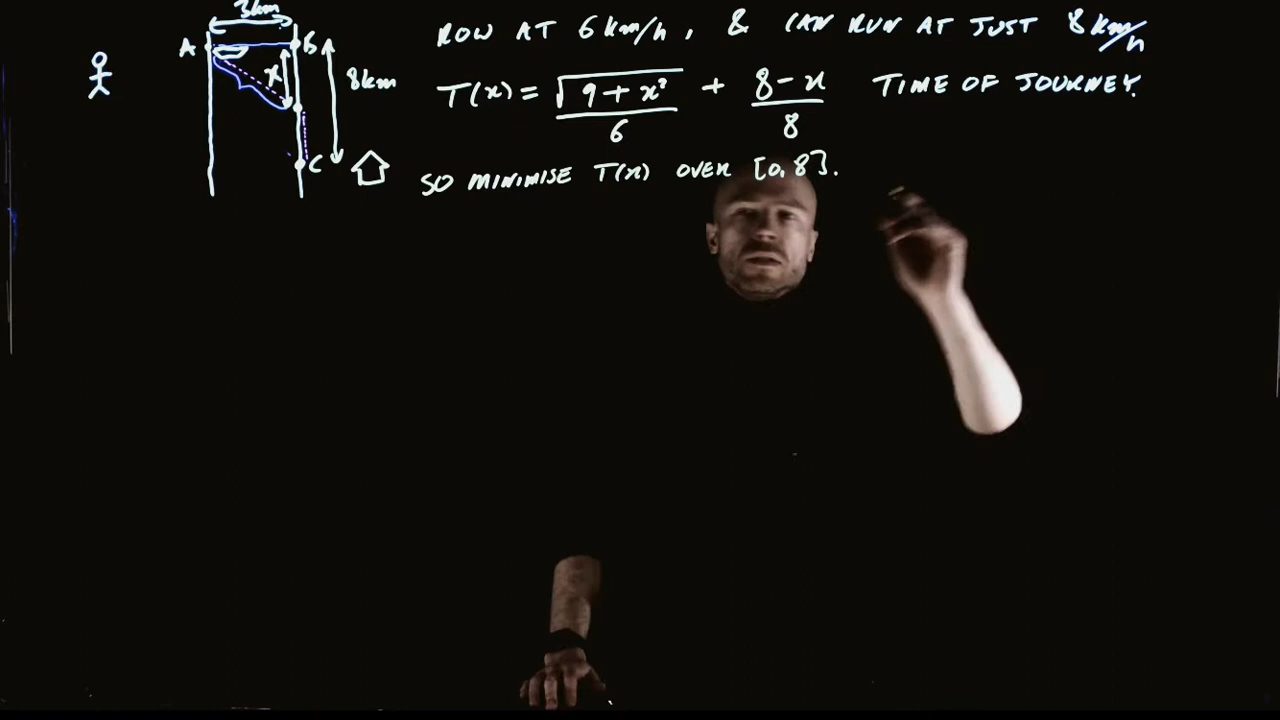 3km
A
B
x
8km
C
ROW AT 6 km/h, & CAN RUN AT JUST 8 km/h
T(x) = √(9 + x²)/6 + (8 - x)/8 TIME OF JOURNEY.
SO MINIMISE T(x) OVER [0,8].